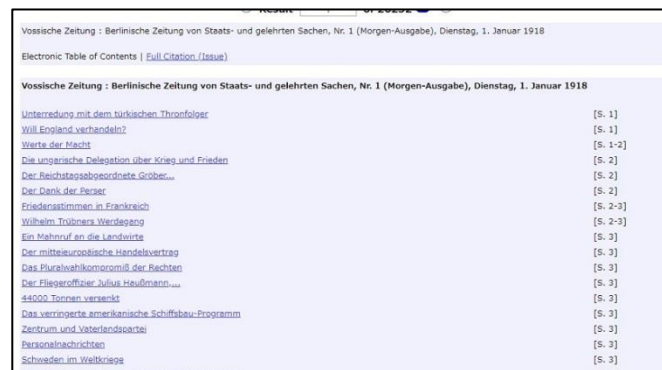 Result of 20252
Vossische Zeitung : Berlinische Zeitung von Staats- und gelehrten Sachen, Nr. 1 (Morgen-Ausgabe), Dienstag, 1. Januar 1918
Electronic Table of Contents | Full Citation (Issue)
Vossische Zeitung : Berlinische Zeitung von Staats- und gelehrten Sachen, Nr. 1 (Morgen-Ausgabe), Dienstag, 1. Januar 1918
Unterredung mit dem türkischen Thronfolger [S. 1]
Will England verhandeln? [S. 1]
Werte der Macht [S. 1-2]
Die ungarische Delegation über Krieg und Frieden [S. 2]
Der Reichstagsabgeordnete Gröber... [S. 2]
Der Dank der Perser [S. 2]
Friedensstimmen in Frankreich [S. 2-3]
Wilhelm Trübners Werdegang [S. 2-3]
Ein Mahnruf an die Landwirte [S. 3]
Der mitteleuropäische Handelsvertrag [S. 3]
Das Pluralwahlkompromiß der Rechten [S. 3]
Der Fliegeroffizier Julius Haußmann,... [S. 3]
44000 Tonnen versenkt [S. 3]
Das verringerte amerikanische Schiffsbau-Programm [S. 3]
Zentrum und Vaterlandspartei [S. 3]
Personalnachrichten [S. 3]
Schweden im Weltkriege [S. 3]